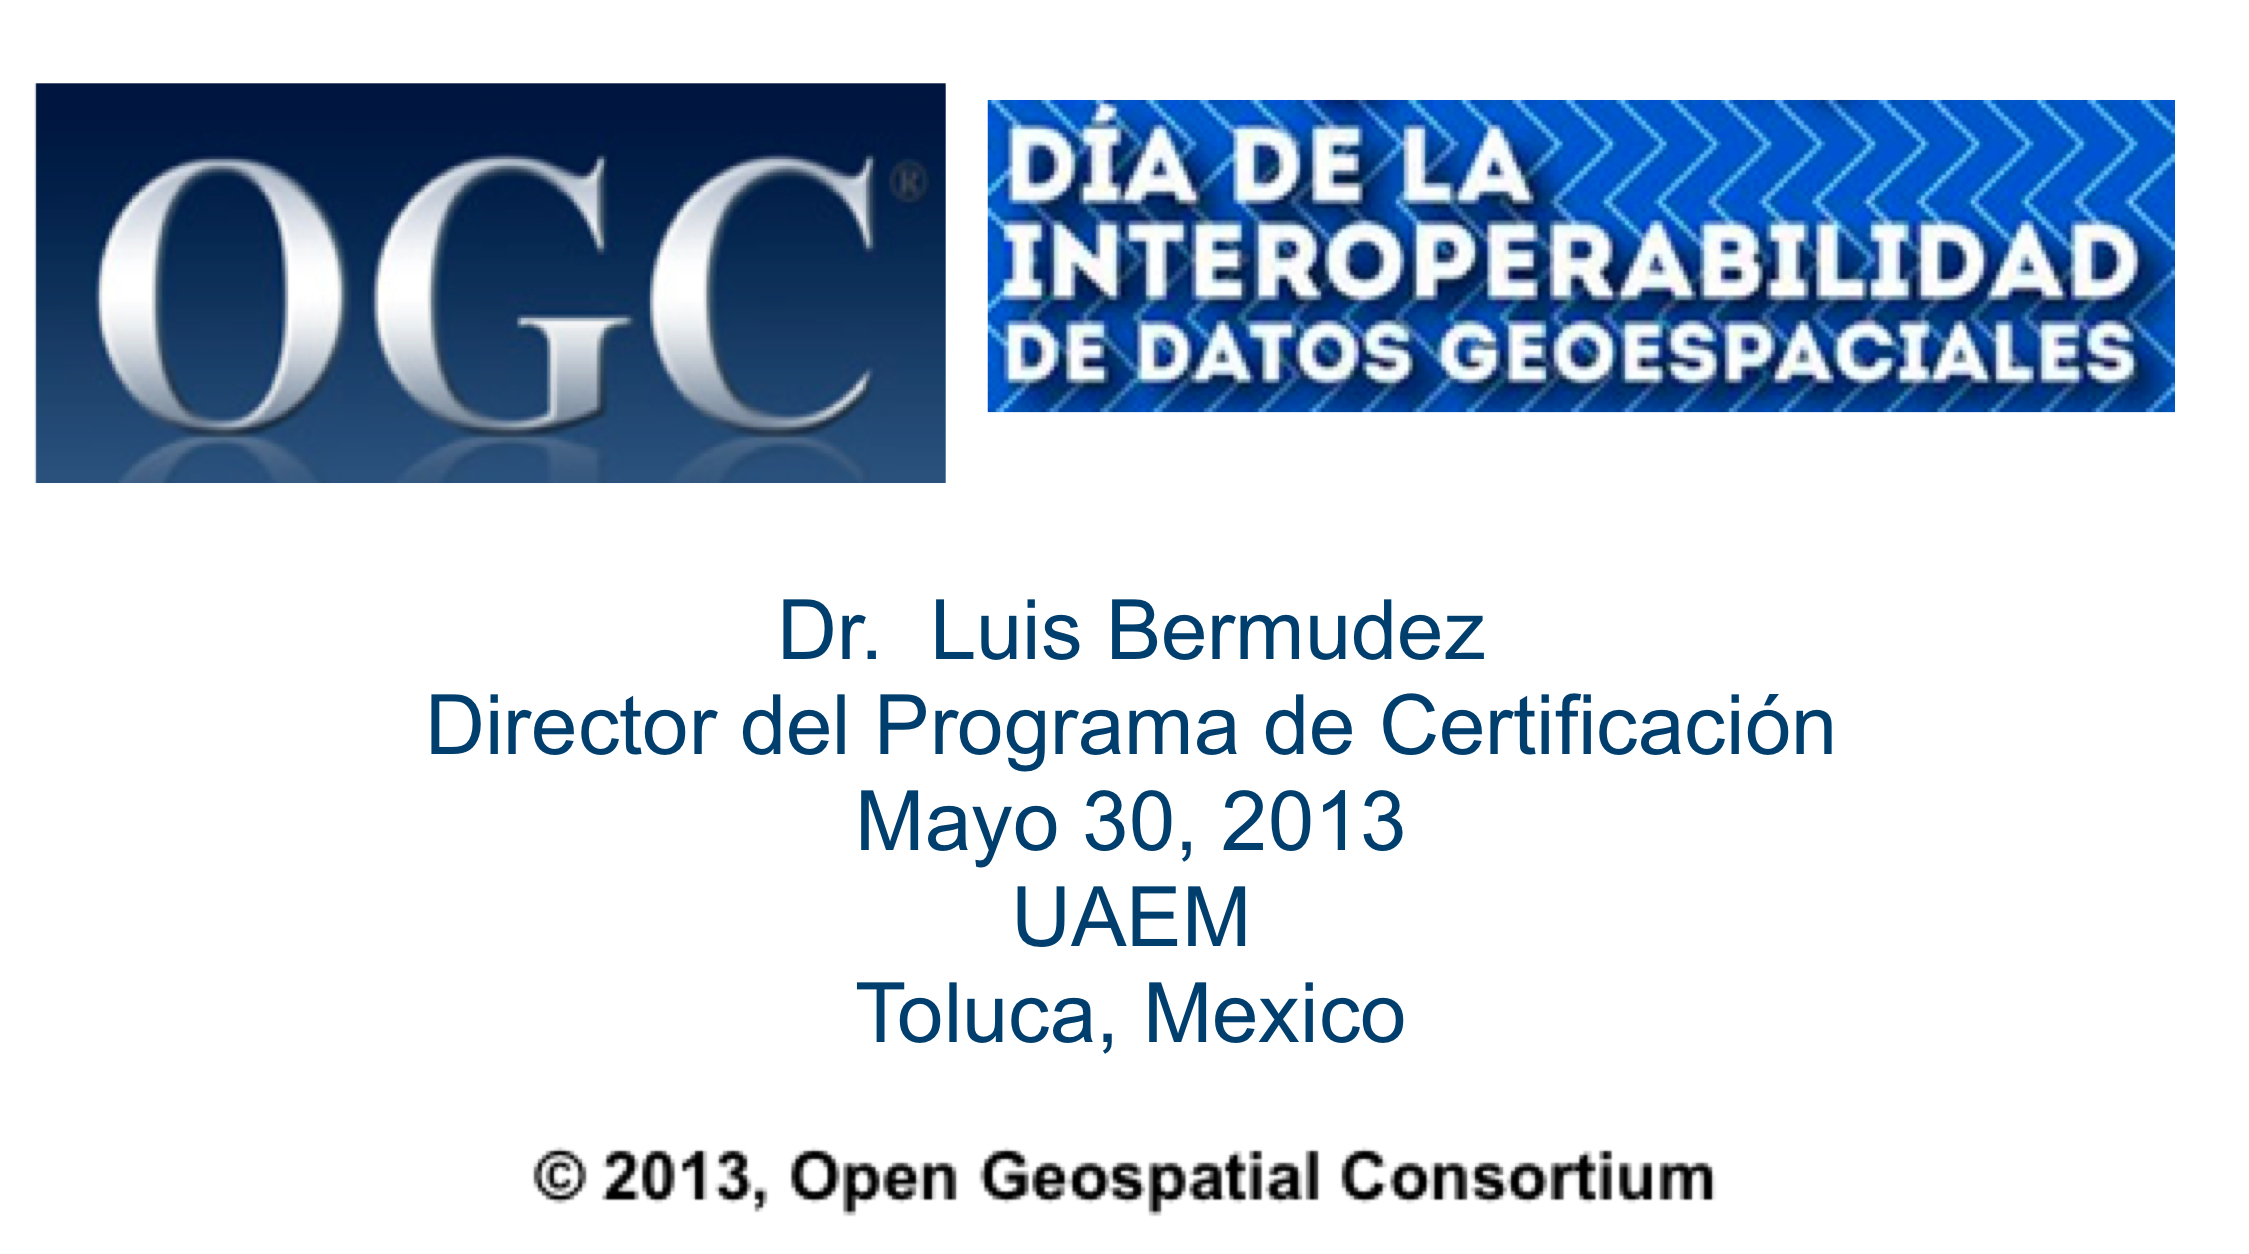 OGC®
DÍA DE LA
INTEROPERABILIDAD
DE DATOS GEOESPACIALES
Dr.  Luis Bermudez
Director del Programa de Certificación
Mayo 30, 2013
UAEM
Toluca, Mexico
© 2013, Open Geospatial Consortium